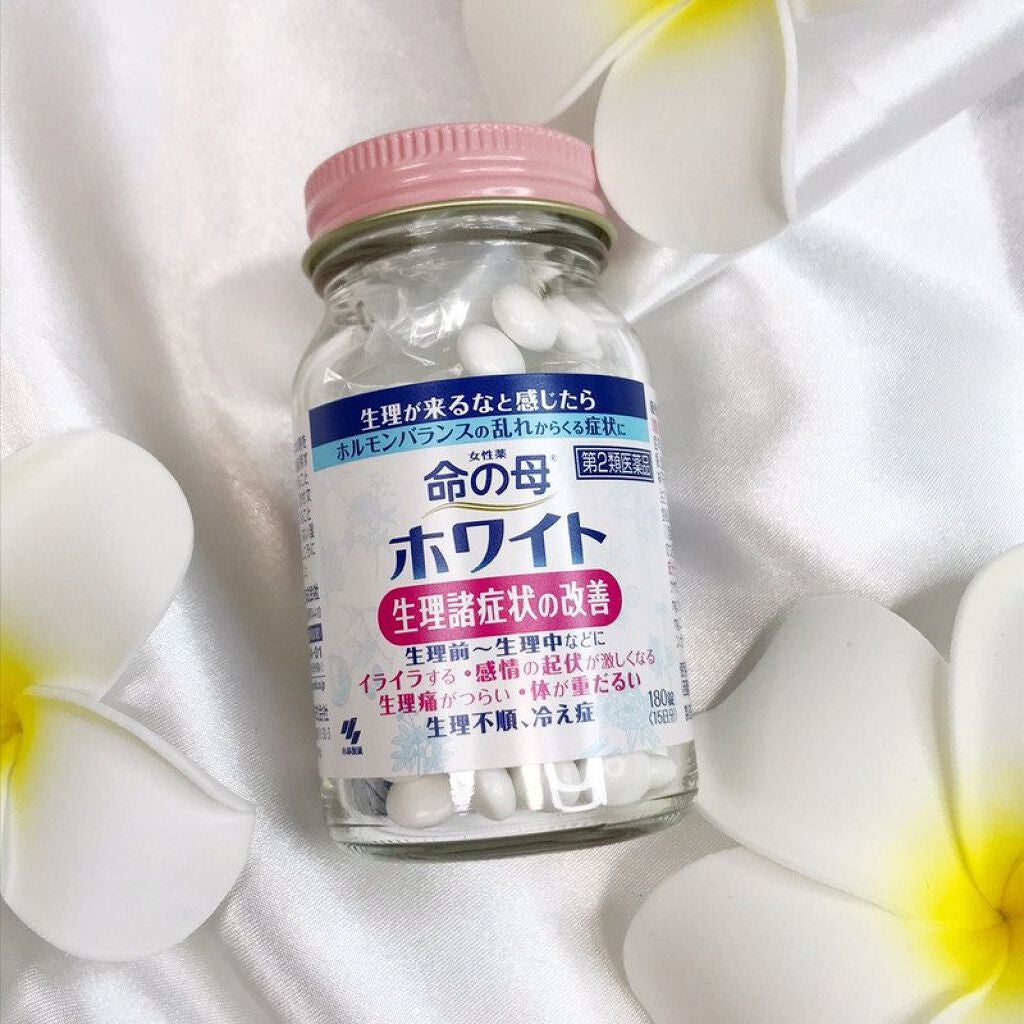 生理が来るなと感じたら
ホルモンバランスの乱れからくる症状に
女性薬
命の母®
第2類医薬品
ホワイト
生理諸症状の改善
生理前〜生理中などに
イライラする・感情の起伏が激しくなる
生理痛がつらい・体が重だるい
生理不順、冷え症
180錠
(15日分)
小林製薬